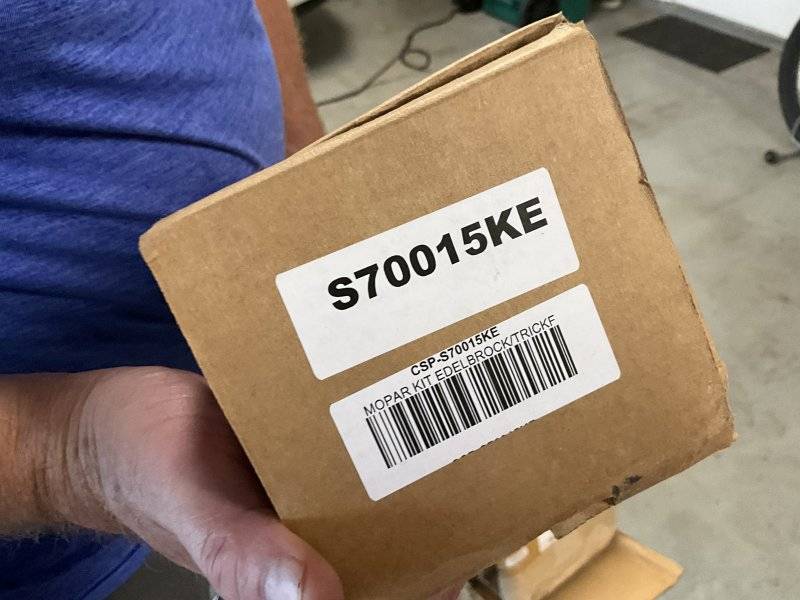 S70015KE
CSP-S70015KE
MOPAR KIT EDELBROCK/TRICKF